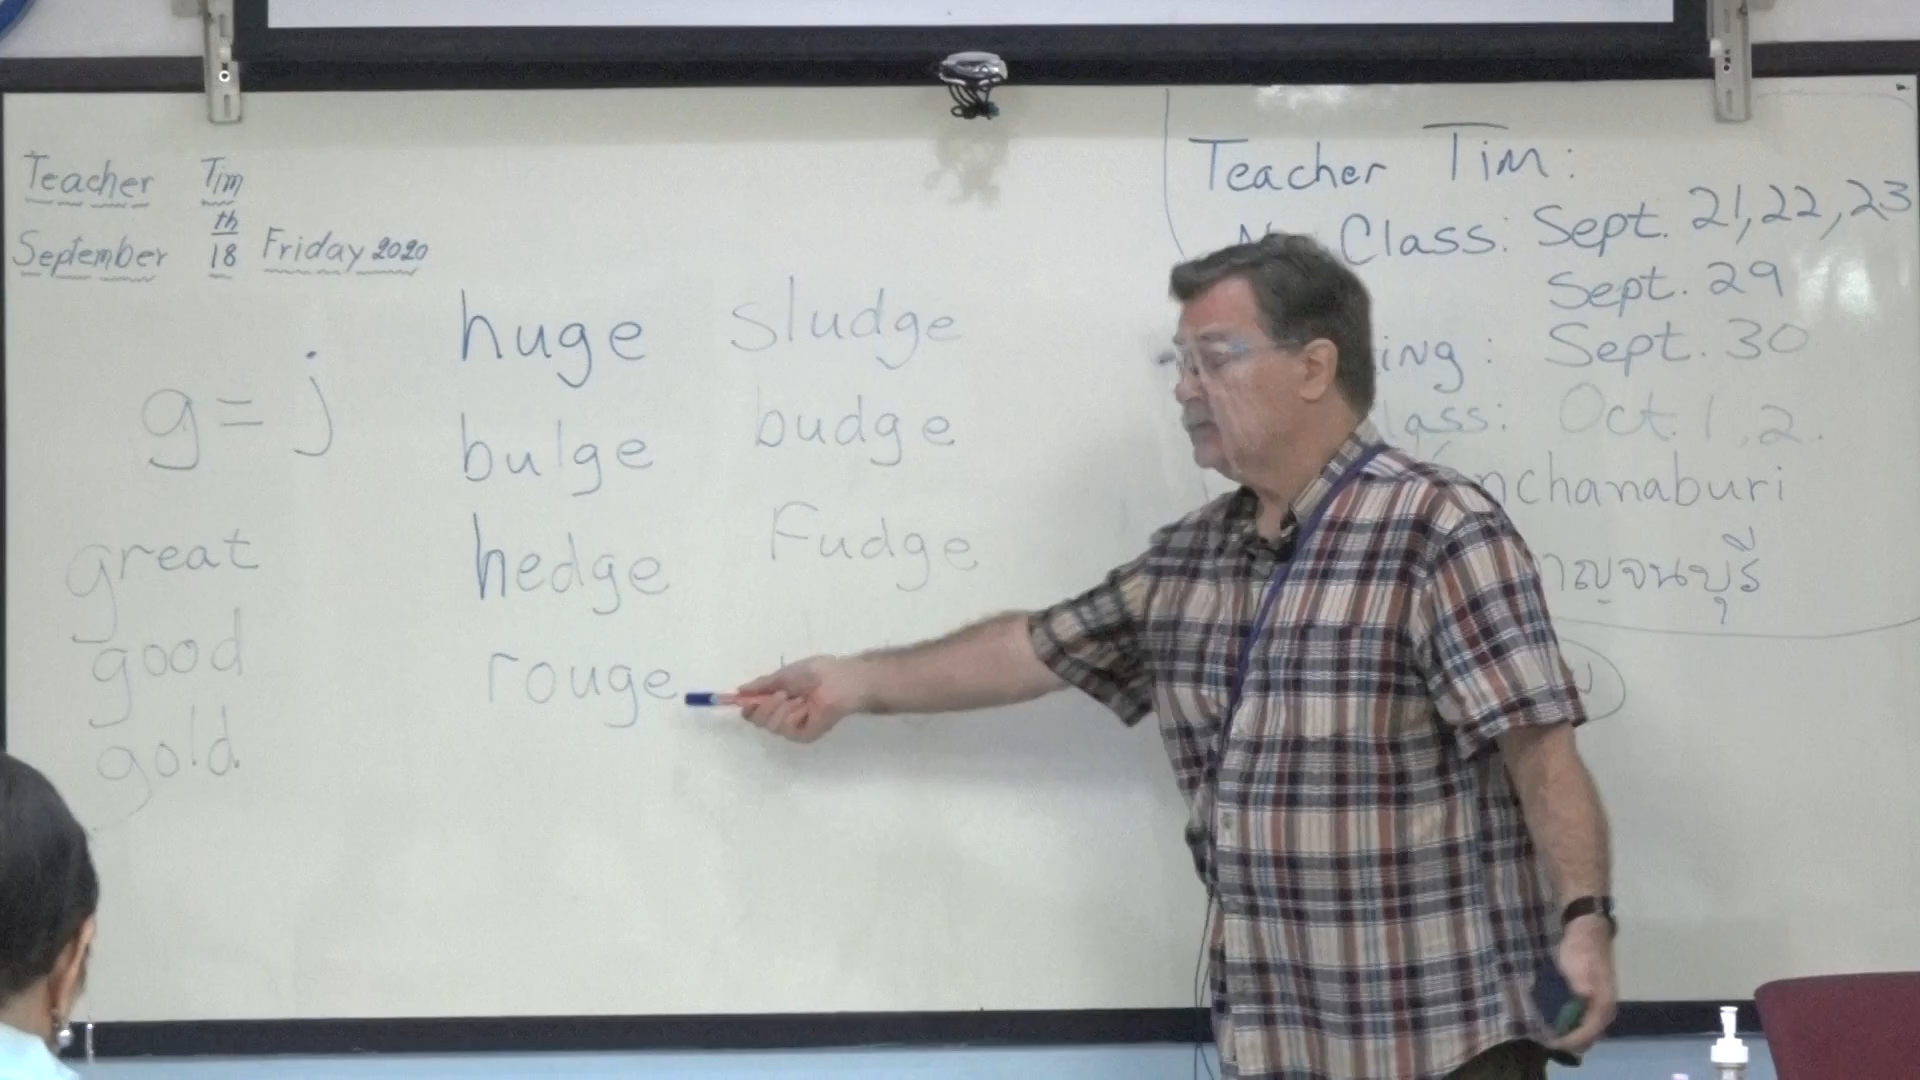 Teacher Tim
September 18th Friday 2020
g = j
great
good
gold
huge
bulge
hedge
rouge
sludge
budge
Fudge
Teacher Tim:
Class: Sept. 21, 22, 23
Sept. 29
Sept. 30
Oct. 1, 2.